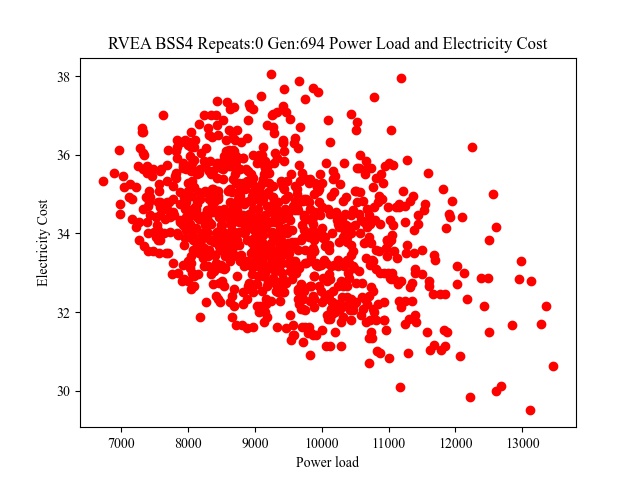 RVEA BSS4 Repeats:0 Gen:694 Power Load and Electricity Cost
38
36
34
32
30
Electricity Cost
7000 8000 9000 10000 11000 12000 13000
Power load